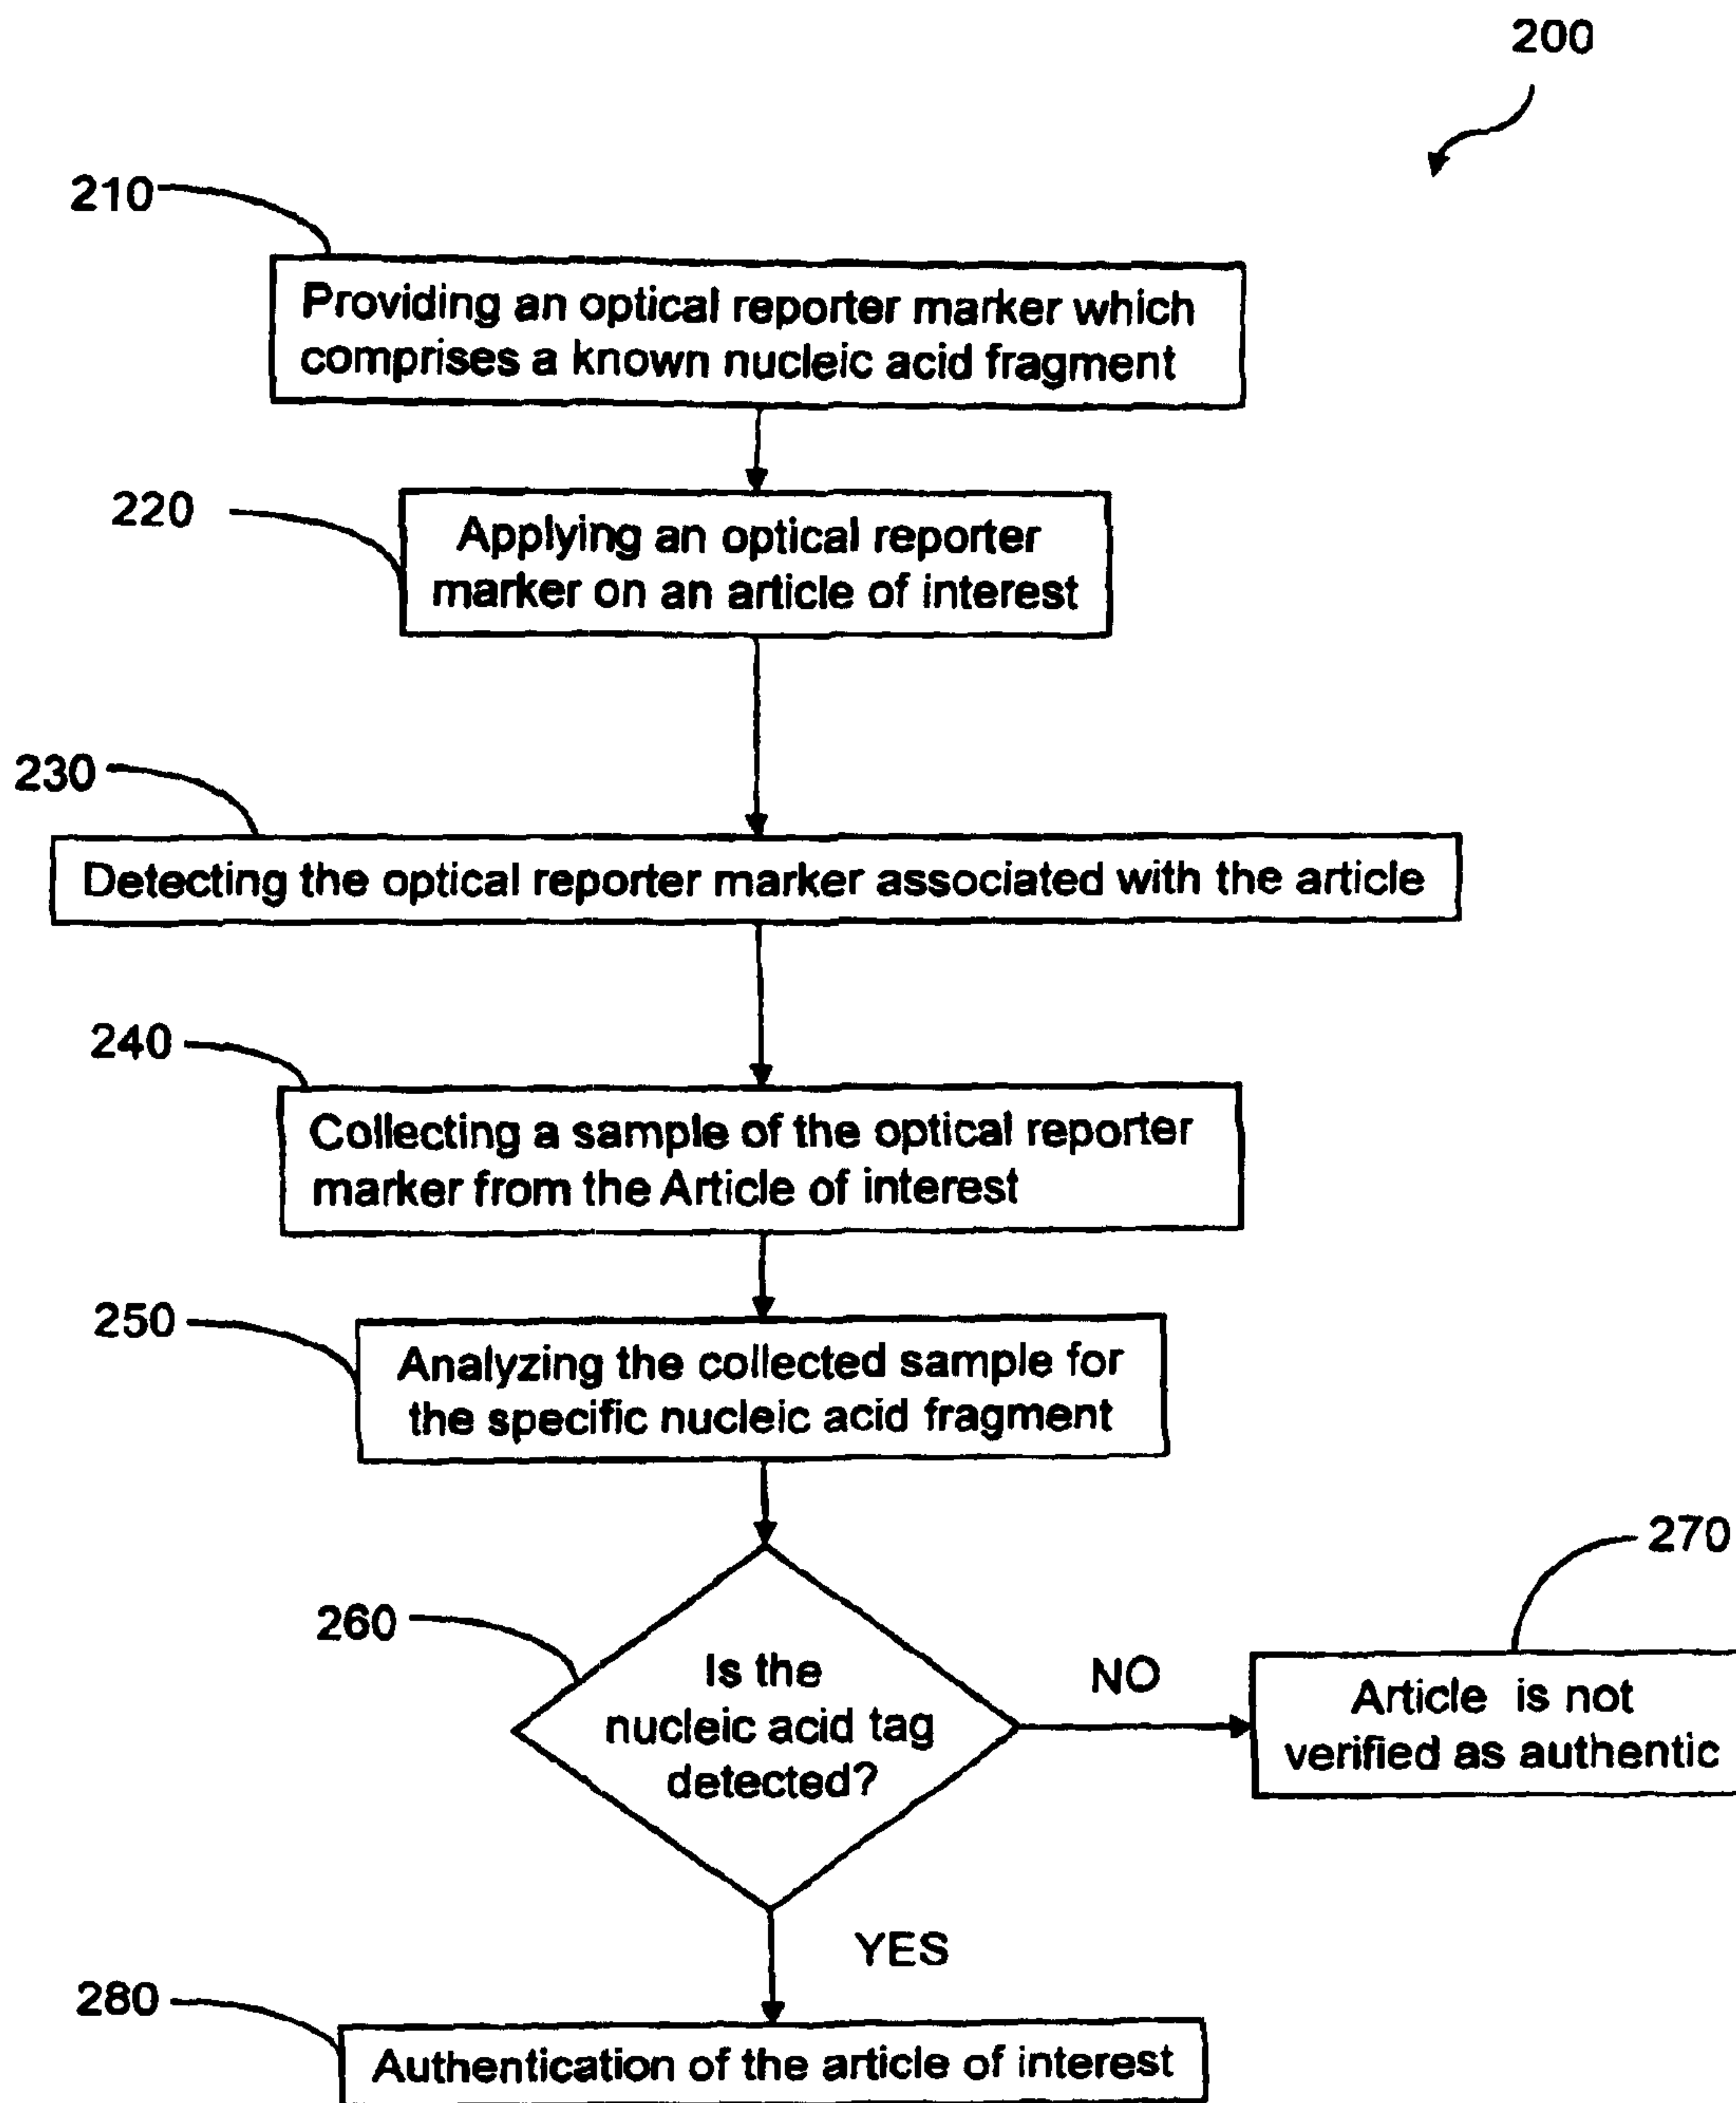 200
210
Providing an optical reporter marker which
comprises a known nucleic acid fragment
220
Applying an optical reporter
marker on an article of interest
230
Detecting the optical reporter marker associated with the article
240
Collecting a sample of the optical reporter
marker from the Article of interest
250
Analyzing the collected sample for
the specific nucleic acid fragment
260
Is the
nucleic acid tag
detected?
NO
270
Article is not
verified as authentic
YES
280
Authentication of the article of interest